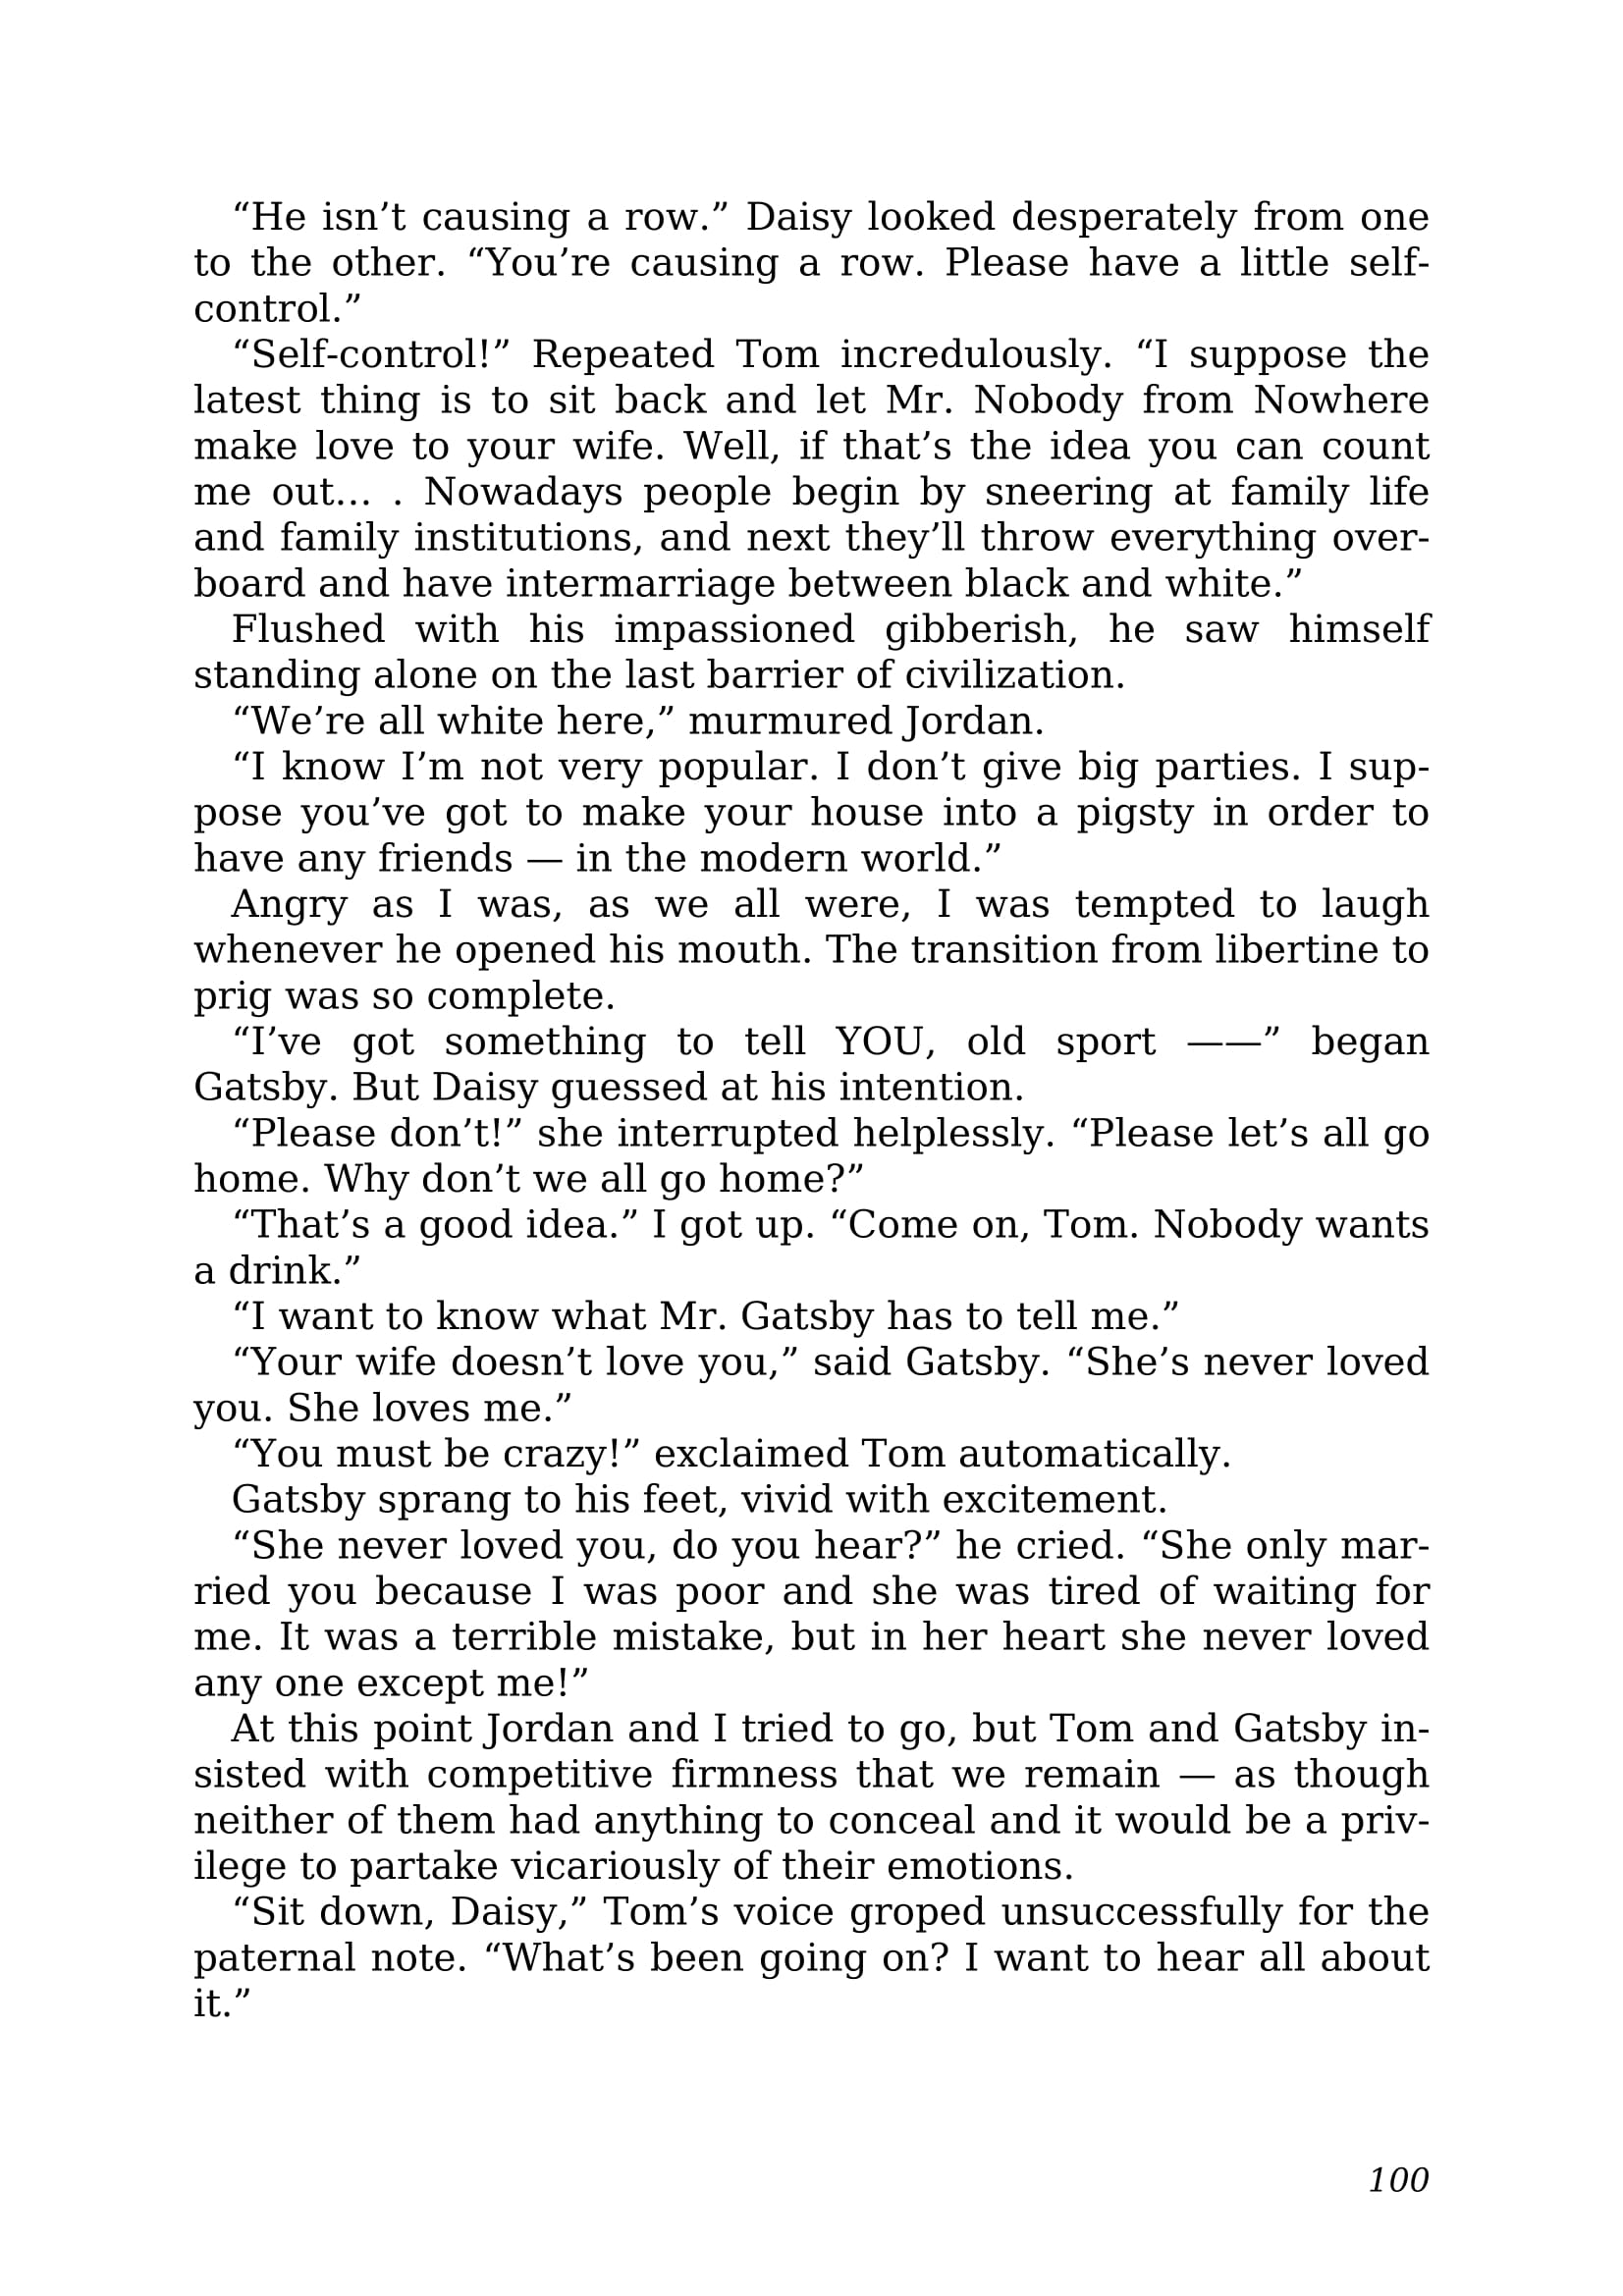 “He isn’t causing a row.” Daisy looked desperately from one
to the other. “You’re causing a row. Please have a little self-
control.”
“Self-control!” Repeated Tom incredulously. “I suppose the
latest thing is to sit back and let Mr. Nobody from Nowhere
make love to your wife. Well, if that’s the idea you can count
me out… . Nowadays people begin by sneering at family life
and family institutions, and next they’ll throw everything over-
board and have intermarriage between black and white.”
Flushed with his impassioned gibberish, he saw himself
standing alone on the last barrier of civilization.
“We’re all white here,” murmured Jordan.
“I know I’m not very popular. I don’t give big parties. I sup-
pose you’ve got to make your house into a pigsty in order to
have any friends — in the modern world.”
Angry as I was, as we all were, I was tempted to laugh
whenever he opened his mouth. The transition from libertine to
prig was so complete.
“I’ve got something to tell YOU, old sport ——” began
Gatsby. But Daisy guessed at his intention.
“Please don’t!” she interrupted helplessly. “Please let’s all go
home. Why don’t we all go home?”
“That’s a good idea.” I got up. “Come on, Tom. Nobody wants
a drink.”
“I want to know what Mr. Gatsby has to tell me.”
“Your wife doesn’t love you,” said Gatsby. “She’s never loved
you. She loves me.”
“You must be crazy!” exclaimed Tom automatically.
Gatsby sprang to his feet, vivid with excitement.
“She never loved you, do you hear?” he cried. “She only mar-
ried you because I was poor and she was tired of waiting for
me. It was a terrible mistake, but in her heart she never loved
any one except me!”
At this point Jordan and I tried to go, but Tom and Gatsby in-
sisted with competitive firmness that we remain — as though
neither of them had anything to conceal and it would be a priv-
ilege to partake vicariously of their emotions.
“Sit down, Daisy,” Tom’s voice groped unsuccessfully for the
paternal note. “What’s been going on? I want to hear all about
it.”
100